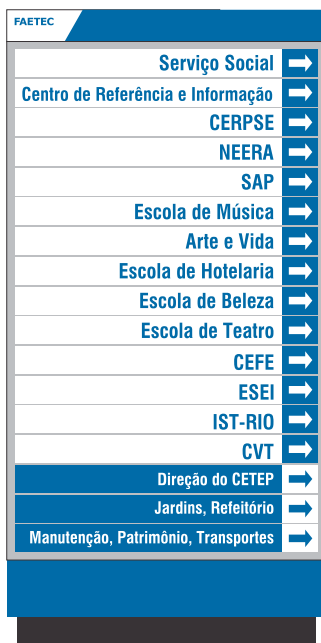 FAETEC
Serviço Social
Centro de Referência e Informação
CERPSE
NEERA
SAP
Escola de Música
Arte e Vida
Escola de Hotelaria
Escola de Beleza
Escola de Teatro
CEFE
ESEI
IST-RIO
CVT
Direção do CETEP
Jardins, Refeitório
Manutenção, Patrimônio, Transportes